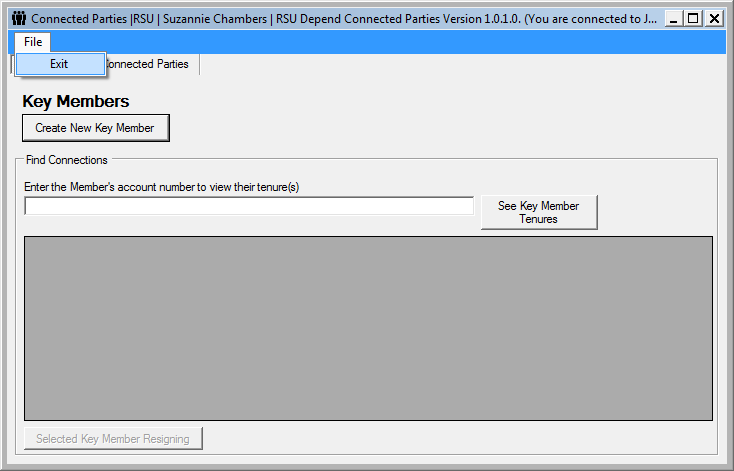 Connected Parties |RSU | Suzannie Chambers | RSU Depend Connected Parties Version 1.0.1.0. (You are connected to J...
File
Exit
onnected Parties
Key Members
Create New Key Member
Find Connections
Enter the Member's account number to view their tenure(s)
See Key Member
Tenures
Selected Key Member Resigning